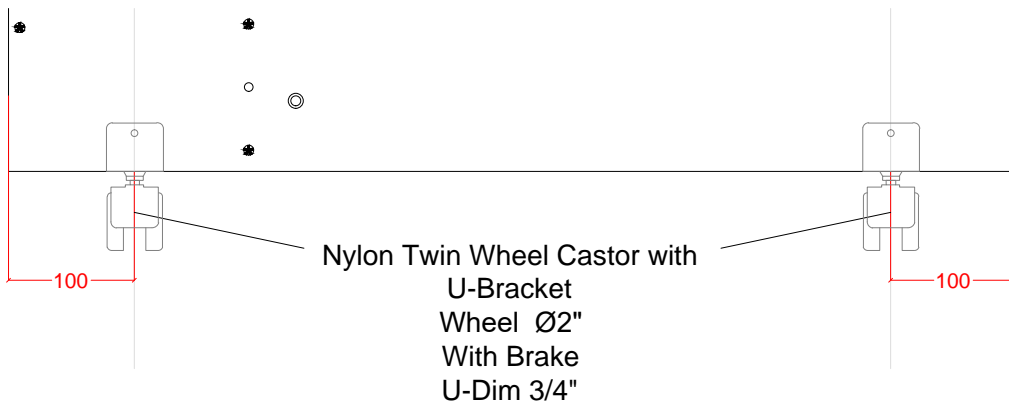 Nylon Twin Wheel Castor with
U-Bracket
Wheel Ø2"
With Brake
U-Dim 3/4"
100
100